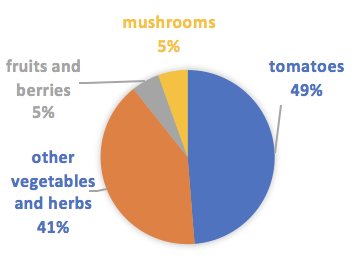 mushrooms
5%
fruits and
berries
5%
tomatoes
49%
other
vegetables
and herbs
41%